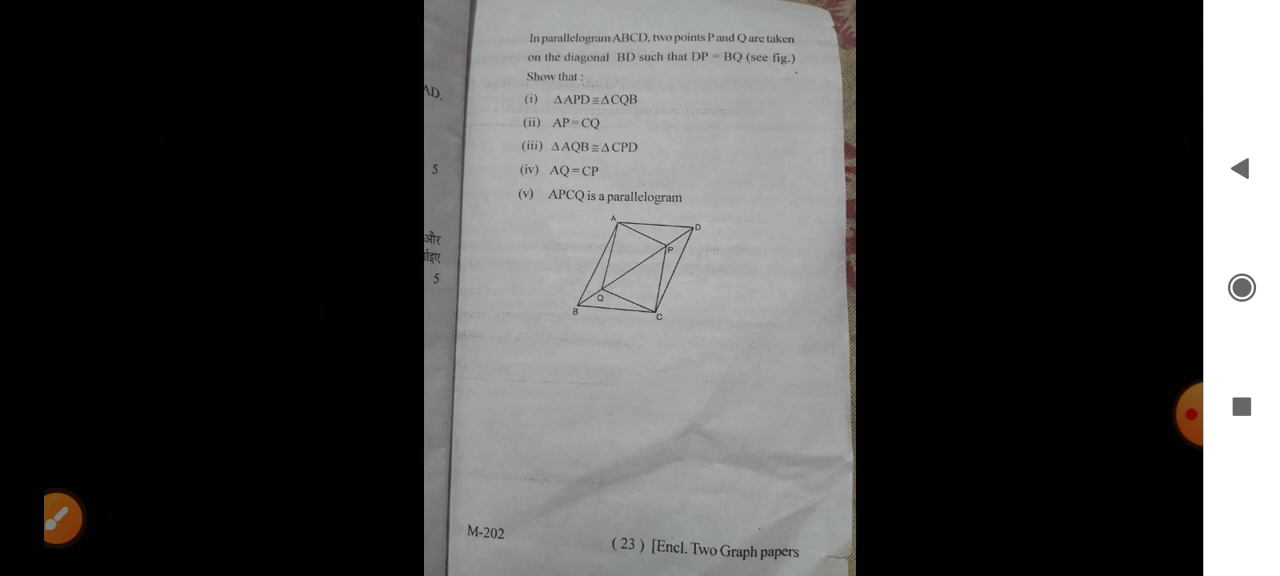 In parallelogram ABCD, two points P and Q are taken
on the diagonal BD such that DP = BQ (see fig.)
Show that :
(i) ΔAPD ≅ ΔCQB
(ii) AP = CQ
(iii) ΔAQB ≅ ΔCPD
(iv) AQ = CP
(v) APCQ is a parallelogram
AD.
5
और
5
A
D
P
Q
B
C
M-202
( 23 ) [Encl. Two Graph papers